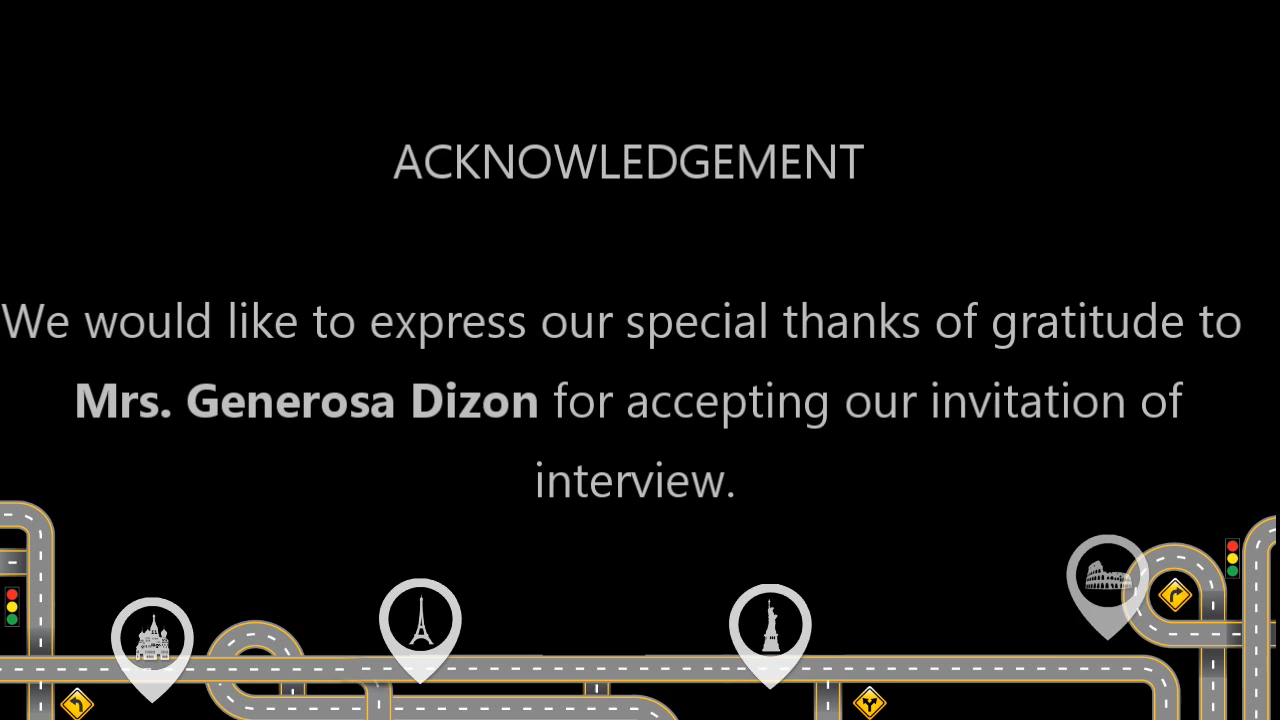 ACKNOWLEDGEMENT
We would like to express our special thanks of gratitude to
Mrs. Generosa Dizon for accepting our invitation of
interview.